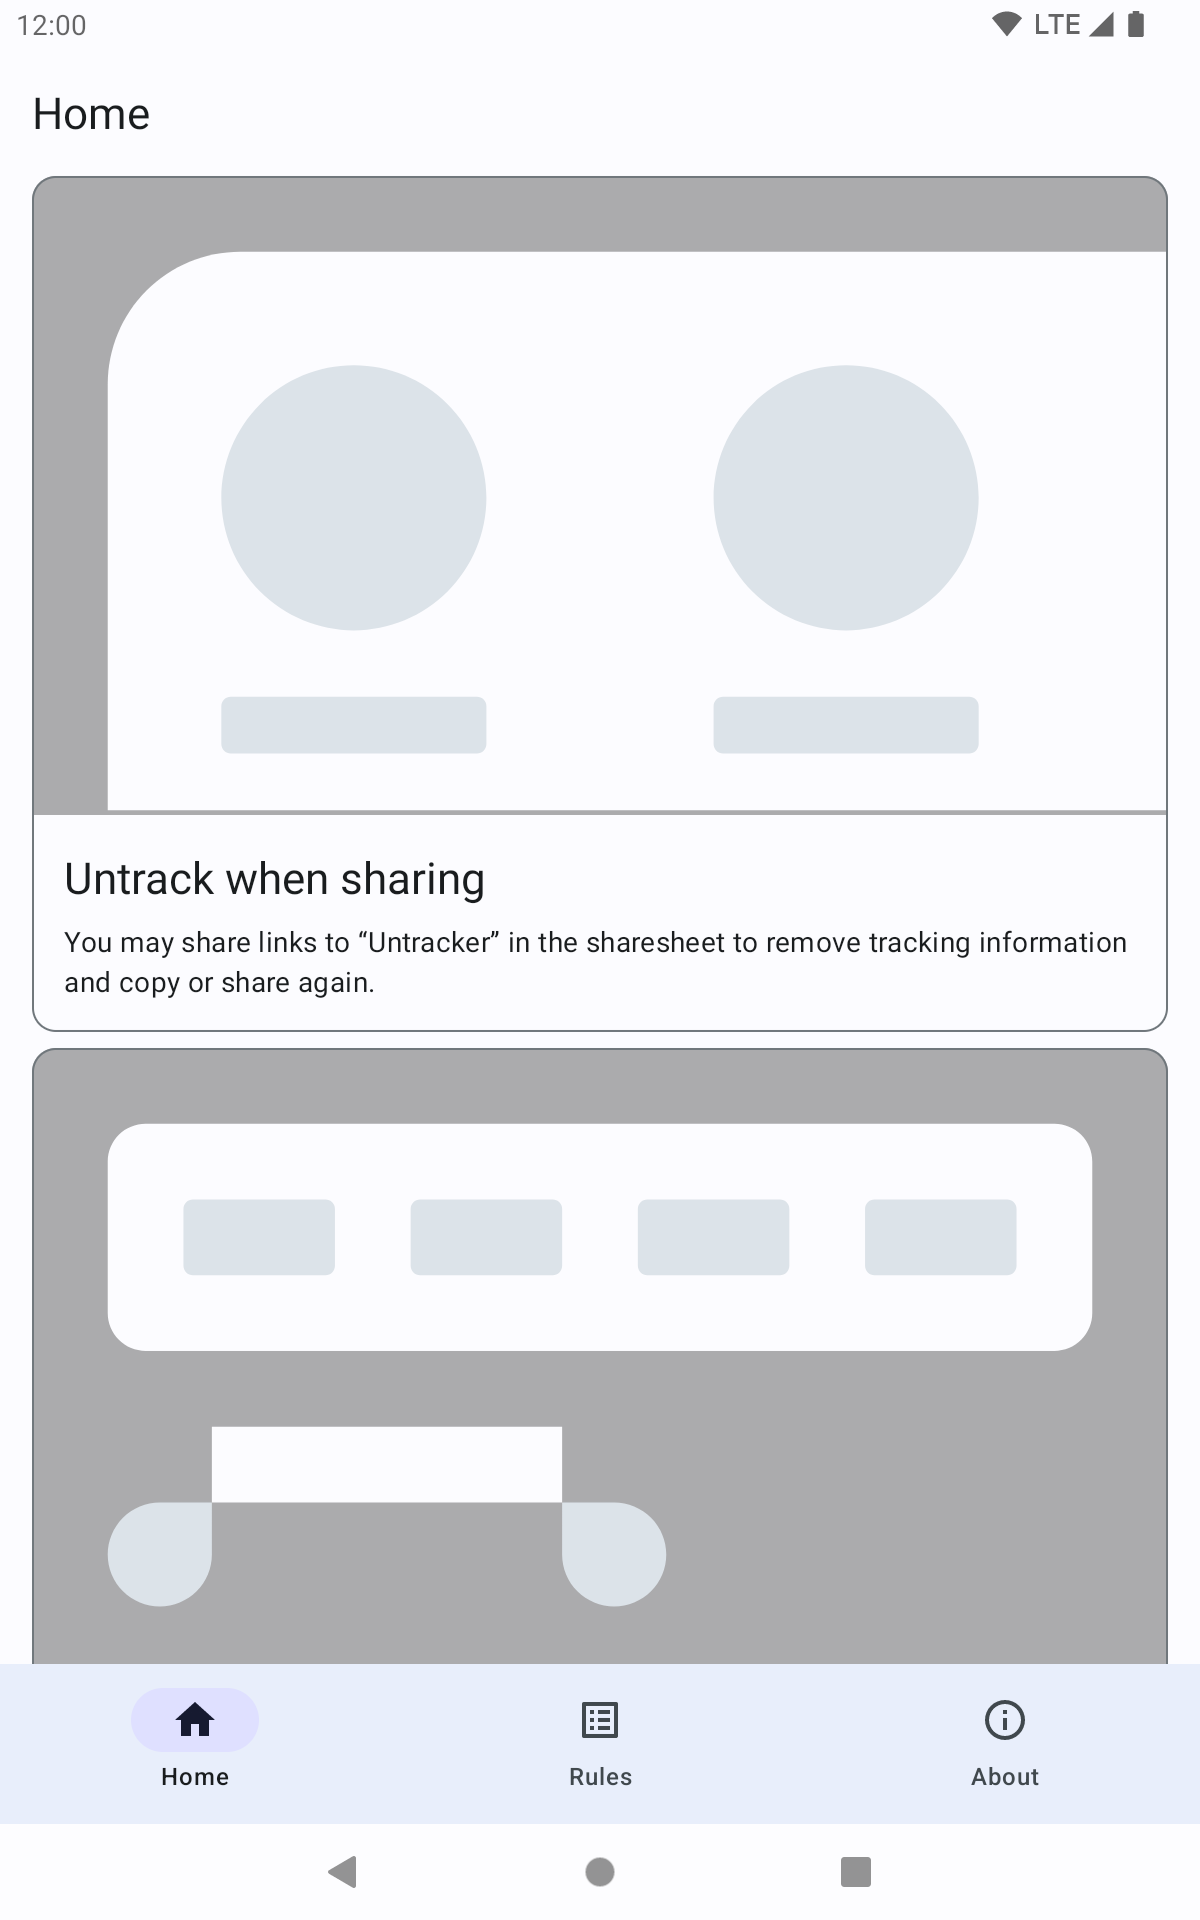 12:00
LTE
Home
Untrack when sharing
You may share links to “Untracker” in the sharesheet to remove tracking information
and copy or share again.
Home
Rules
About